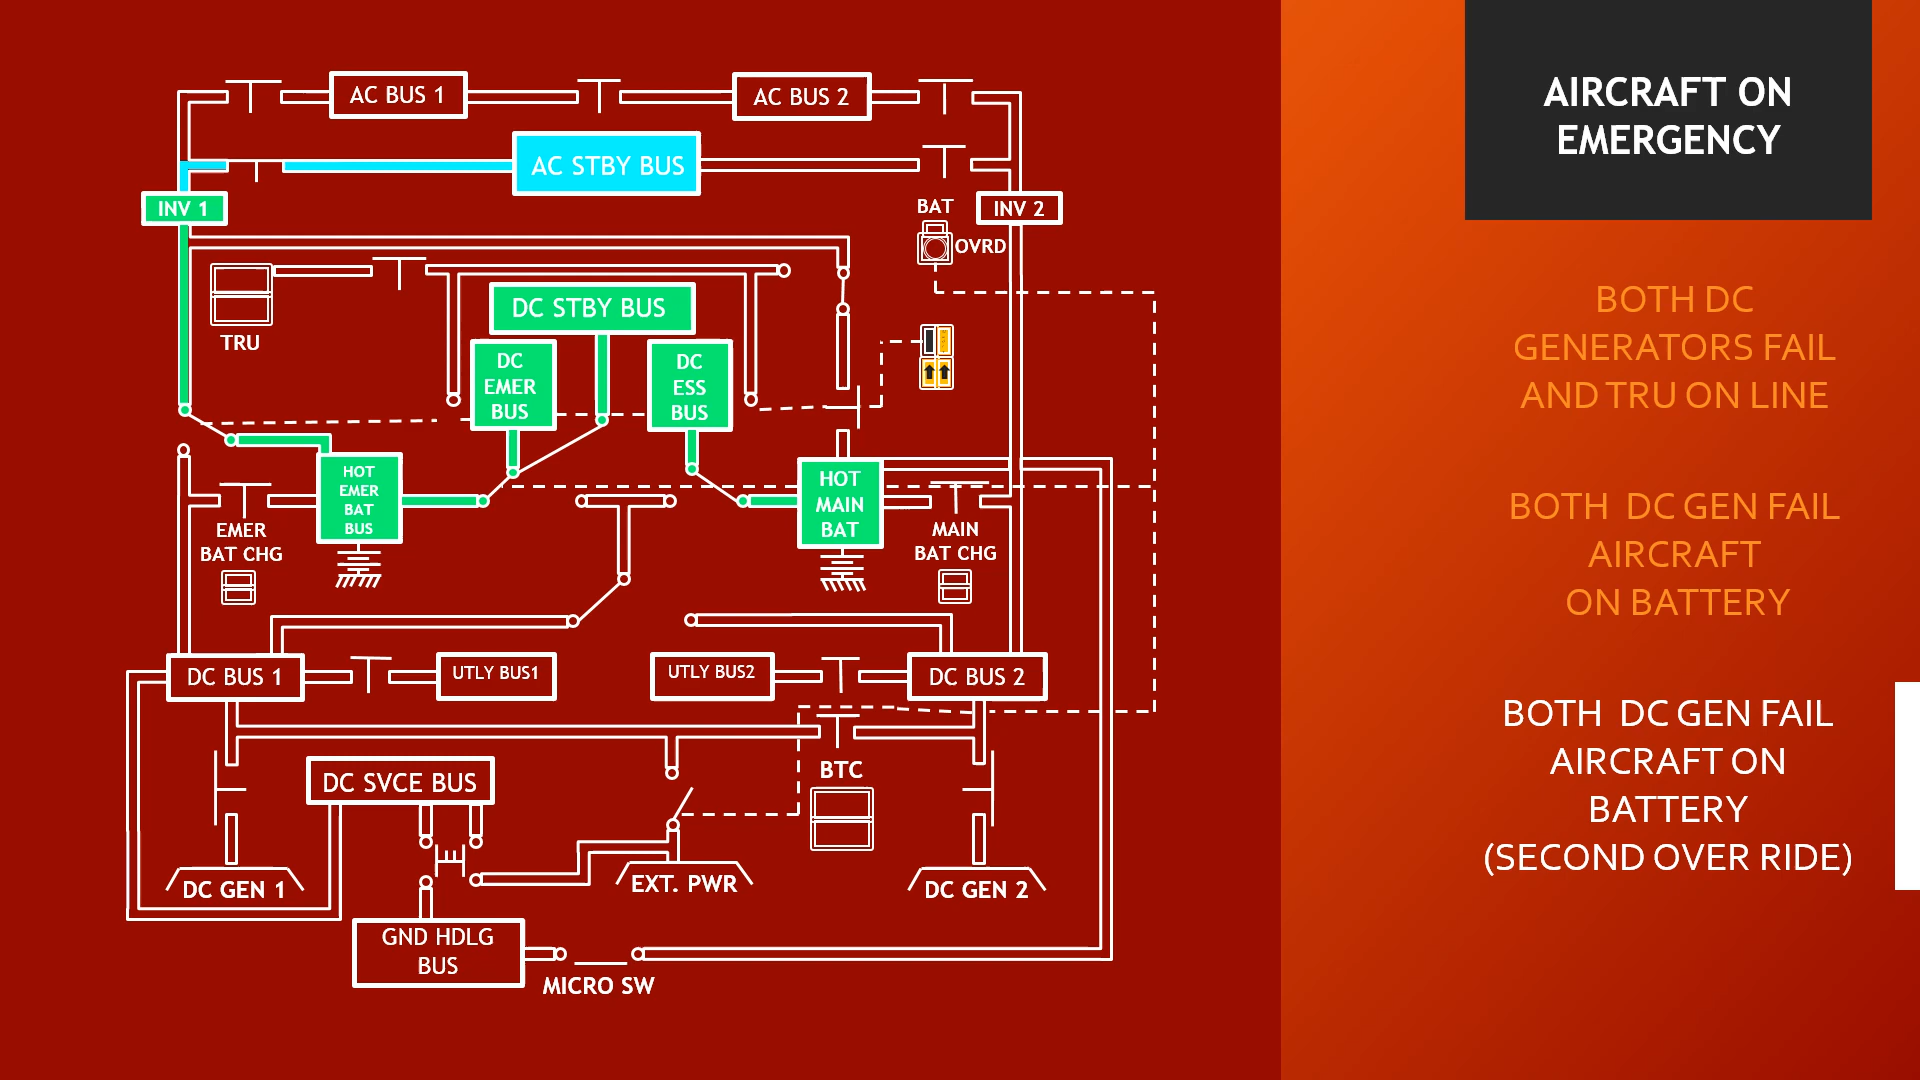 AC BUS 1
AC BUS 2
AC STBY BUS
INV 1
INV 2
BAT
OVRD
TRU
DC STBY BUS
DC
EMER
BUS
DC
ESS
BUS
HOT
EMER
BAT
BUS
HOT
MAIN
BAT
EMER
BAT CHG
MAIN
BAT CHG
DC BUS 1
UTLY BUS1
UTLY BUS2
DC BUS 2
DC SVCE BUS
BTC
DC GEN 1
EXT. PWR
DC GEN 2
GND HDLG
BUS
MICRO SW
AIRCRAFT ON
EMERGENCY
BOTH DC
GENERATORS FAIL
AND TRU ON LINE
BOTH DC GEN FAIL
AIRCRAFT
ON BATTERY
BOTH DC GEN FAIL
AIRCRAFT ON
BATTERY
(SECOND OVER RIDE)